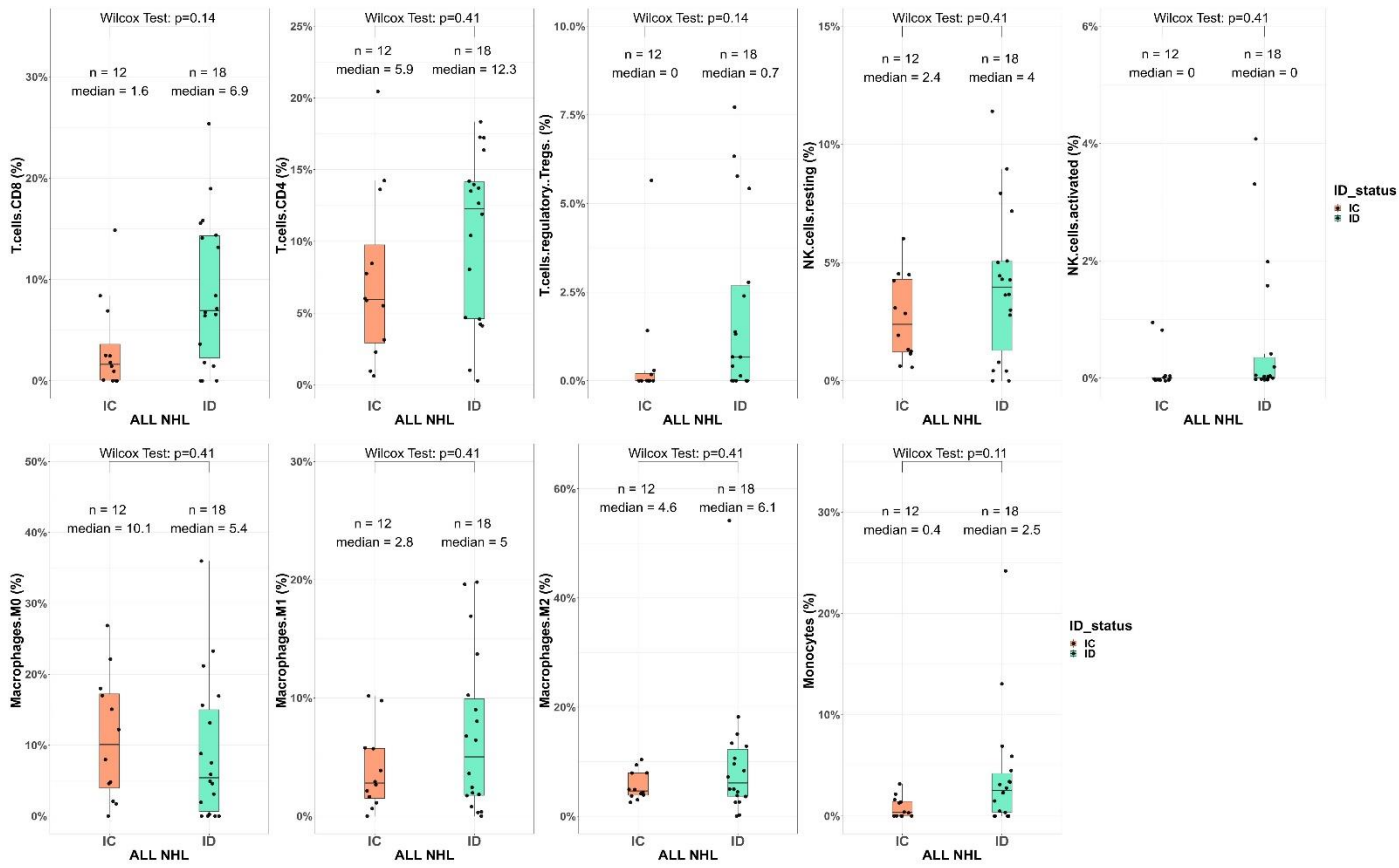 Wilcox Test: p=0.14
n = 12 n = 18
median = 1.6 median = 6.9
T.cells.CD8 (%)
30%
20%
10%
0%
IC ID
ALL NHL
Wilcox Test: p=0.41
n = 12 n = 18
median = 5.9 median = 12.3
T.cells.CD4 (%)
25%
20%
15%
10%
5%
0%
IC ID
ALL NHL
Wilcox Test: p=0.14
n = 12 n = 18
median = 0 median = 0.7
T.cells.regulatory..Tregs. (%)
10.0%
7.5%
5.0%
2.5%
0.0%
IC ID
ALL NHL
Wilcox Test: p=0.41
n = 12 n = 18
median = 2.4 median = 4
NK.cells.resting (%)
15%
10%
5%
0%
IC ID
ALL NHL
Wilcox Test: p=0.41
n = 12 n = 18
median = 0 median = 0
NK.cells.activated (%)
6%
4%
2%
0%
IC ID
ALL NHL
ID_status
IC
ID
Wilcox Test: p=0.41
n = 12 n = 18
median = 10.1 median = 5.4
Macrophages.M0 (%)
50%
40%
30%
20%
10%
0%
IC ID
ALL NHL
Wilcox Test: p=0.41
n = 12 n = 18
median = 2.8 median = 5
Macrophages.M1 (%)
30%
20%
10%
0%
IC ID
ALL NHL
Wilcox Test: p=0.41
n = 12 n = 18
median = 4.6 median = 6.1
Macrophages.M2 (%)
60%
40%
20%
0%
IC ID
ALL NHL
Wilcox Test: p=0.11
n = 12 n = 18
median = 0.4 median = 2.5
Monocytes (%)
30%
20%
10%
0%
IC ID
ALL NHL
ID_status
IC
ID